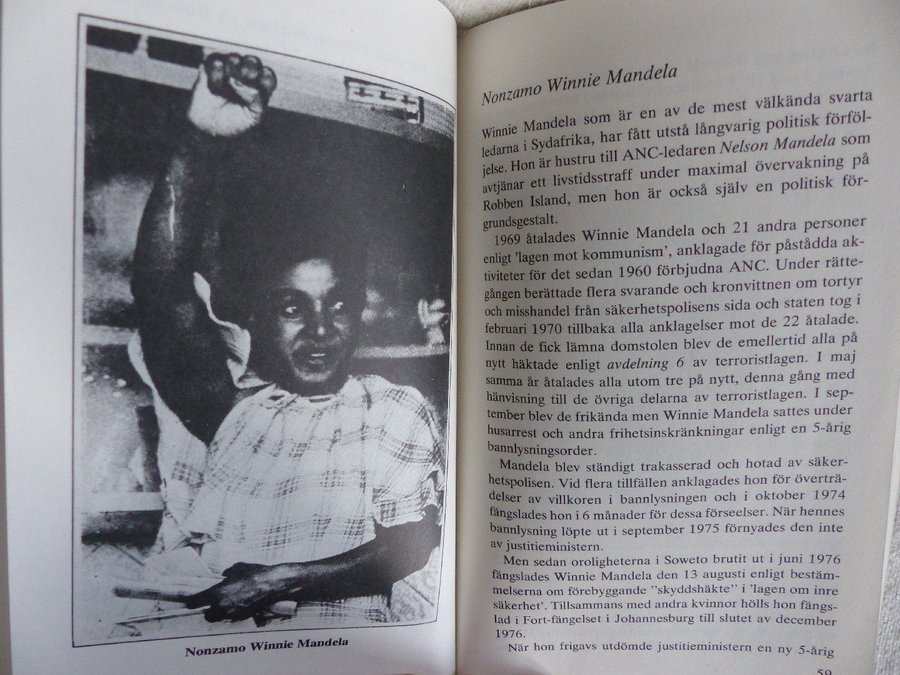 Nonzamo Winnie Mandela
Nonzamo Winnie Mandela
Winnie Mandela som är en av de mest välkända svarta
ledarna i Sydafrika, har fått utstå långvarig politisk förföl-
jelse. Hon är hustru till ANC-ledaren Nelson Mandela som
avtjänar ett livstidsstraff under maximal övervakning på
Robben Island, men hon är också själv en politisk för-
grundsgestalt.
1969 åtalades Winnie Mandela och 21 andra personer
enligt 'lagen mot kommunism', anklagade för påstådda ak-
tiviteter för det sedan 1960 förbjudna ANC. Under rätte-
gången berättade flera svarande och kronvittnen om tortyr
och misshandel från säkerhetspolisens sida och staten tog i
februari 1970 tillbaka alla anklagelser mot de 22 åtalade.
Innan de fick lämna domstolen blev de emellertid alla på
nytt häktade enligt avdelning 6 av terroristlagen. I maj
samma år åtalades alla utom tre på nytt, denna gång med
hänvisning till de övriga delarna av terroristlagen. I sep-
tember blev de frikända men Winnie Mandela sattes under
husarrest och andra frihetsinskränkningar enligt en 5-årig
bannlysningsorder.
Mandela blev ständigt trakasserad och hotad av säker-
hetspolisen. Vid flera tillfällen anklagades hon för överträ-
delser av villkoren i bannlysningen och i oktober 1974
fängslades hon i 6 månader för dessa förseelser. När hennes
bannlysning löpte ut i september 1975 förnyades den inte
av justitieministern.
Men sedan oroligheterna i Soweto brutit ut i juni 1976
fängslades Winnie Mandela den 13 augusti enligt bestäm-
melserna om förebyggande "skyddshäkte" i 'lagen om inre
säkerhet'. Tillsammans med andra kvinnor hölls hon fängs-
lad i Fort-fängelset i Johannesburg till slutet av december
1976.
När hon frigavs utdömde justitieministern en ny 5-årig
59